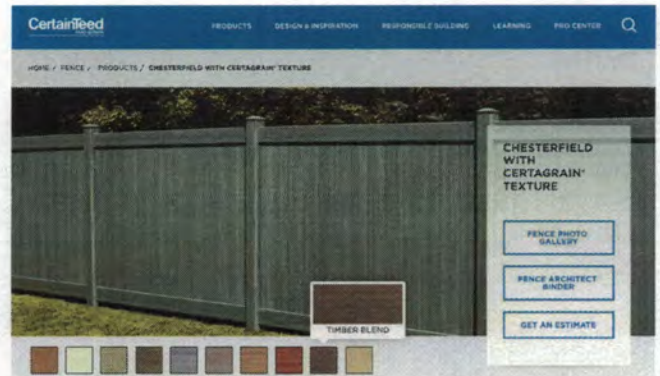 CertainTeed
PRODUCTS DESIGN & INSPIRATION RESPONSIBLE BUILDING LEARNING PRO CENTER
HOME / FENCE / PRODUCTS / CHESTERFIELD WITH CERTAGRAIN® TEXTURE
CHESTERFIELD
WITH
CERTAGRAIN®
TEXTURE
FENCE PHOTO
GALLERY
FENCE ARCHITECT
BINDER
GET AN ESTIMATE
TIMBER BLEND